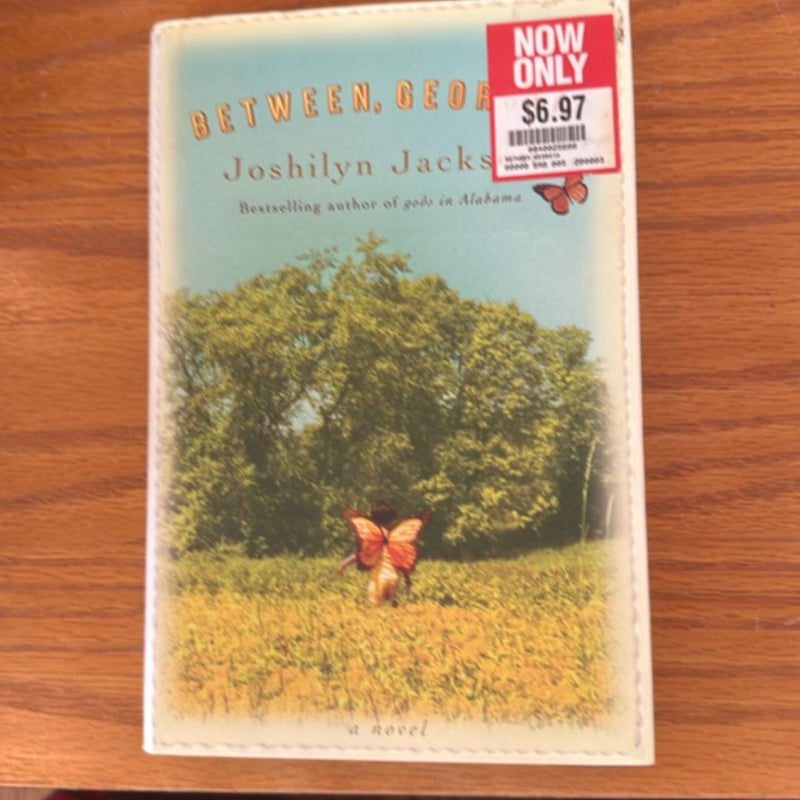 NOW
ONLY
$6.97
BETWEEN, GEOR
Joshilyn Jacks
Bestselling author of gods in Alabama
a novel